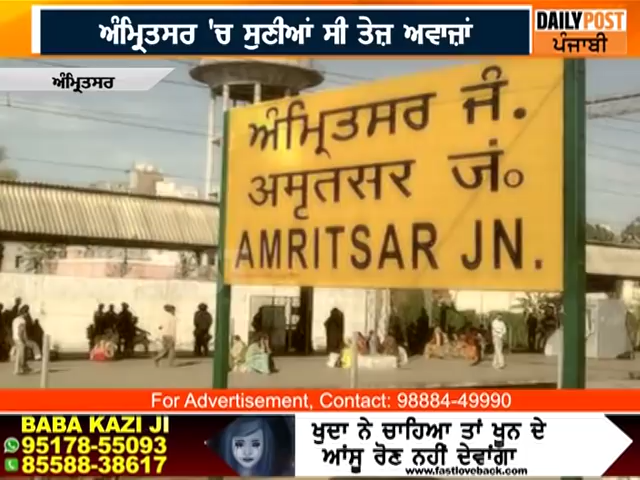 ਅੰਮ੍ਰਿਤਸਰ 'ਚ ਸੁਣੀਆਂ ਸੀ ਤੇਜ਼ ਅਵਾਜ਼ਾਂ
DAILY POST
ਪੰਜਾਬੀ
ਅੰਮ੍ਰਿਤਸਰ
ਅੰਮ੍ਰਿਤਸਰ ਜੰ.
अमृतसर जं०
AMRITSAR JN.
For Advertisement, Contact: 98884-49990
BABA KAZI JI
95178-55093
85588-38617
ਖੁਦਾ ਨੇ ਚਾਹਿਆ ਤਾਂ ਖੂਨ ਦੇ
ਆਂਸੂ ਰੋਣ ਨਹੀ ਦੇਵਾਂਗਾ
www.fastloveback.com